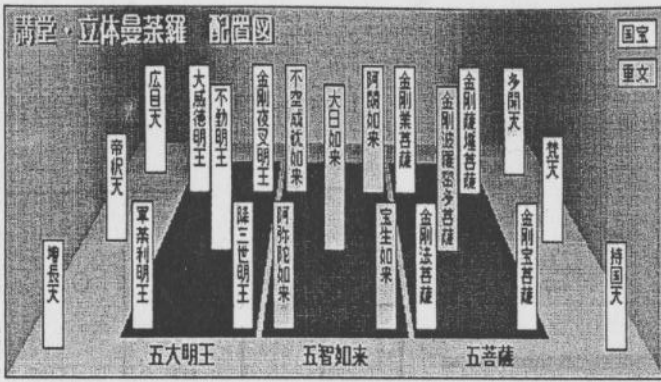 講堂・立体曼荼羅 配置図
国宝
重文
広目天
大威徳明王
不動明王
金剛夜叉明王
不空成就如来
大日如来
阿閦如来
金剛業菩薩
金剛波羅蜜多菩薩
金剛薩埵菩薩
多聞天
帝釈天
梵天
軍荼利明王
降三世明王
阿弥陀如来
宝生如来
金剛法菩薩
金剛宝菩薩
増長天
持国天
五大明王
五智如来
五菩薩